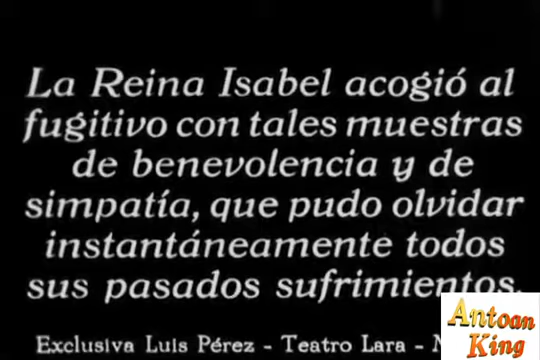 La Reina Isabel acogió al
fugitivo con tales muestras
de benevolencia y de
simpatía, que pudo olvidar
instantáneamente todos
sus pasados sufrimientos.
Exclusiva Luis Pérez - Teatro Lara -
Antoan
King